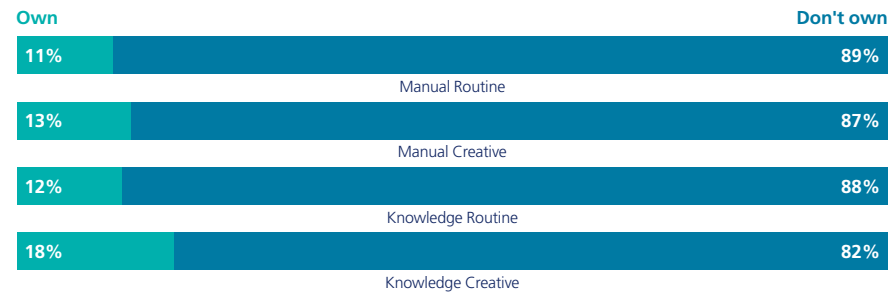 Own Don't own
11% 89%
Manual Routine
13% 87%
Manual Creative
12% 88%
Knowledge Routine
18% 82%
Knowledge Creative